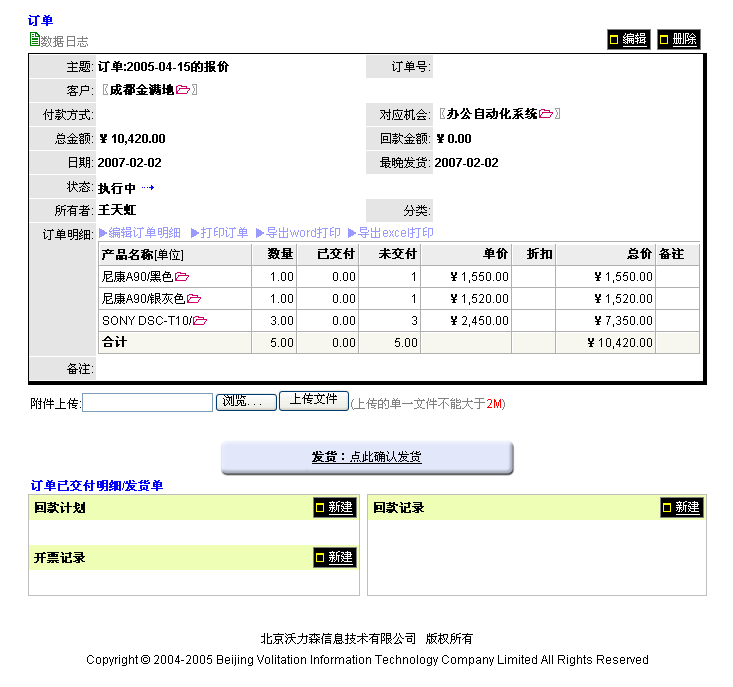 订单
数据日志 编辑 删除
主题: 订单:2005-04-15的报价 订单号:
客户: 〖成都金满地〗
付款方式: 对应机会: 〖办公自动化系统〗
总金额: ¥ 10,420.00 回款金额: ¥ 0.00
日期: 2007-02-02 最晚发货: 2007-02-02
状态: 执行中
所有者: 王天虹 分类:
订单明细: ▶编辑订单明细 ▶打印订单 ▶导出word打印 ▶导出excel打印
产品名称[单位] 数量 已交付 未交付 单价 折扣 总价 备注
尼康A90/黑色 1.00 0.00 1 ¥ 1,550.00 ¥ 1,550.00
尼康A90/银灰色 1.00 0.00 1 ¥ 1,520.00 ¥ 1,520.00
SONY DSC-T10/ 3.00 0.00 3 ¥ 2,450.00 ¥ 7,350.00
合计 5.00 0.00 5.00 ¥ 10,420.00
备注:
附件上传: 浏览... 上传文件 (上传的单一文件不能大于2M)
发货：点此确认发货
订单已交付明细/发货单
回款计划 新建 回款记录 新建
开票记录 新建
北京沃力森信息技术有限公司 版权所有
Copyright © 2004-2005 Beijing Volitation Information Technology Company Limited All Rights Reserved